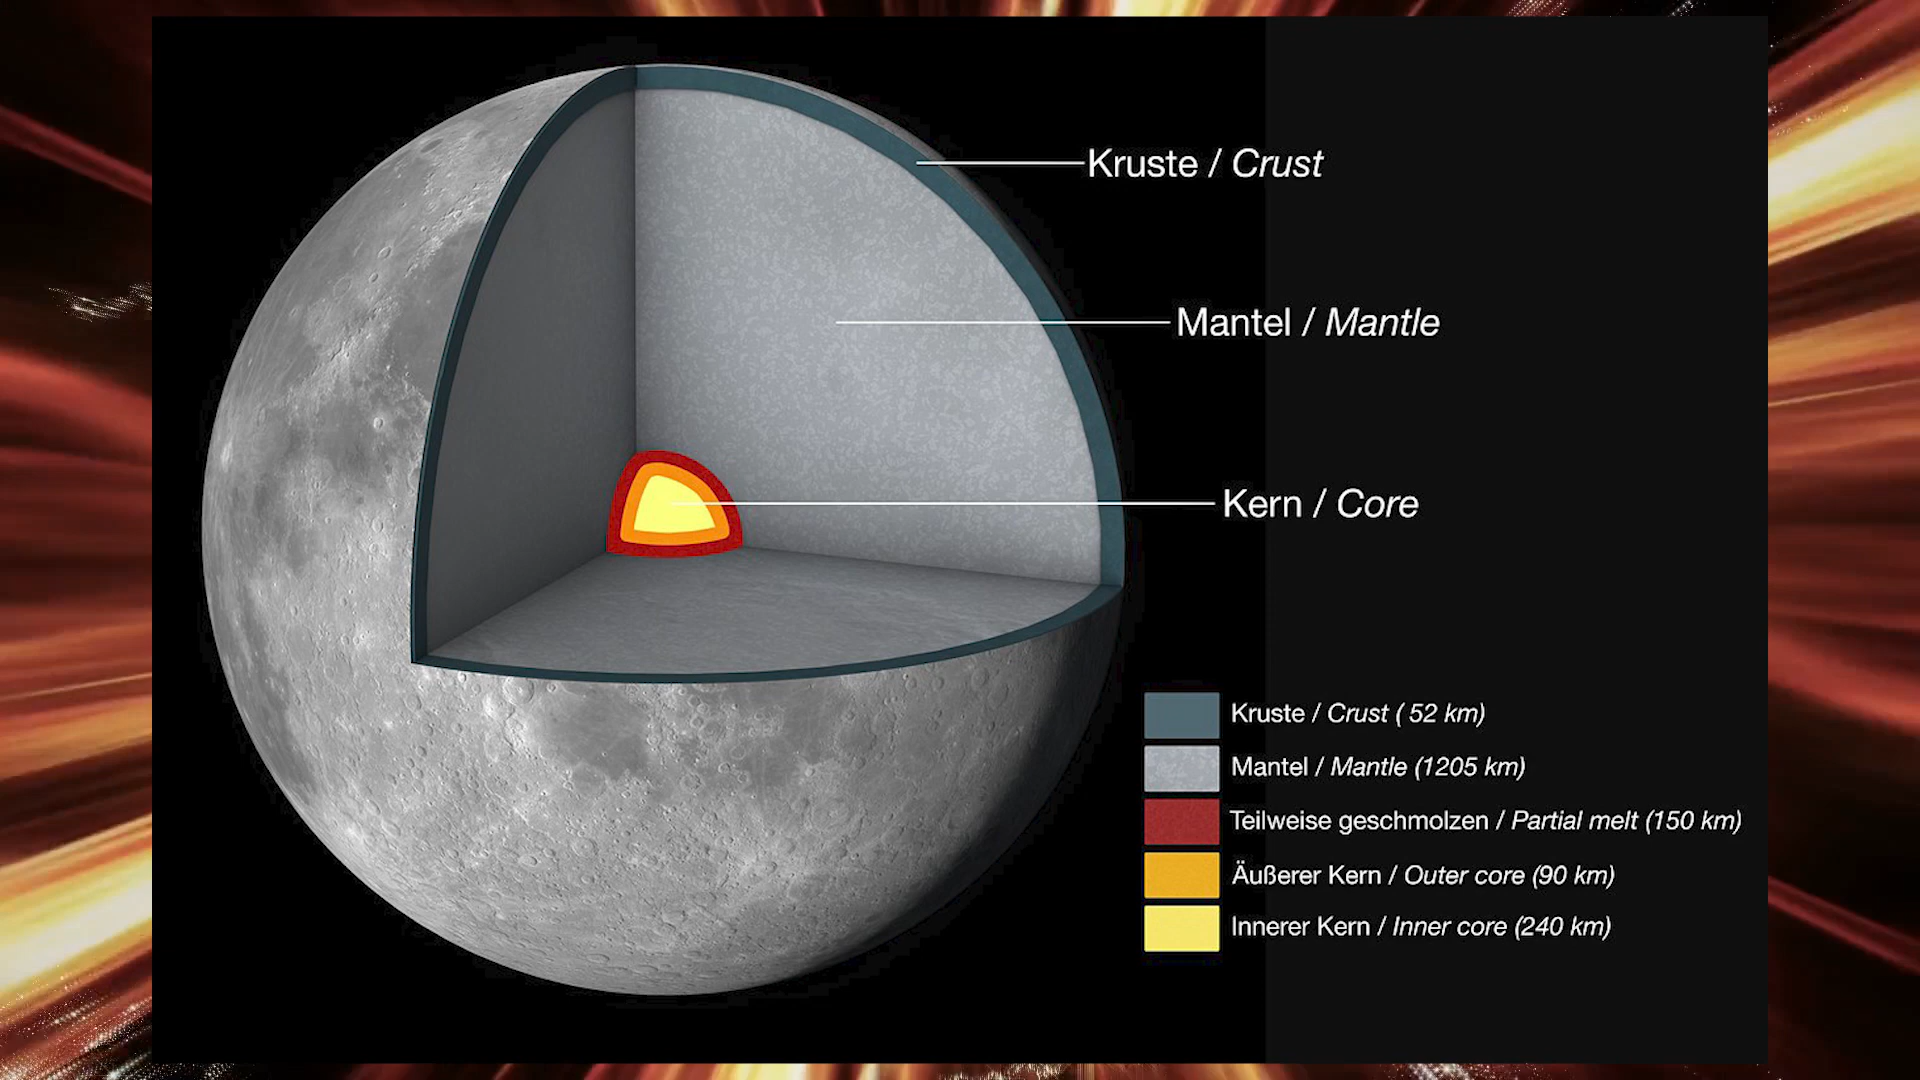 Kruste / Crust
Mantel / Mantle
Kern / Core
Kruste / Crust ( 52 km)
Mantel / Mantle (1205 km)
Teilweise geschmolzen / Partial melt (150 km)
Äußerer Kern / Outer core (90 km)
Innerer Kern / Inner core (240 km)